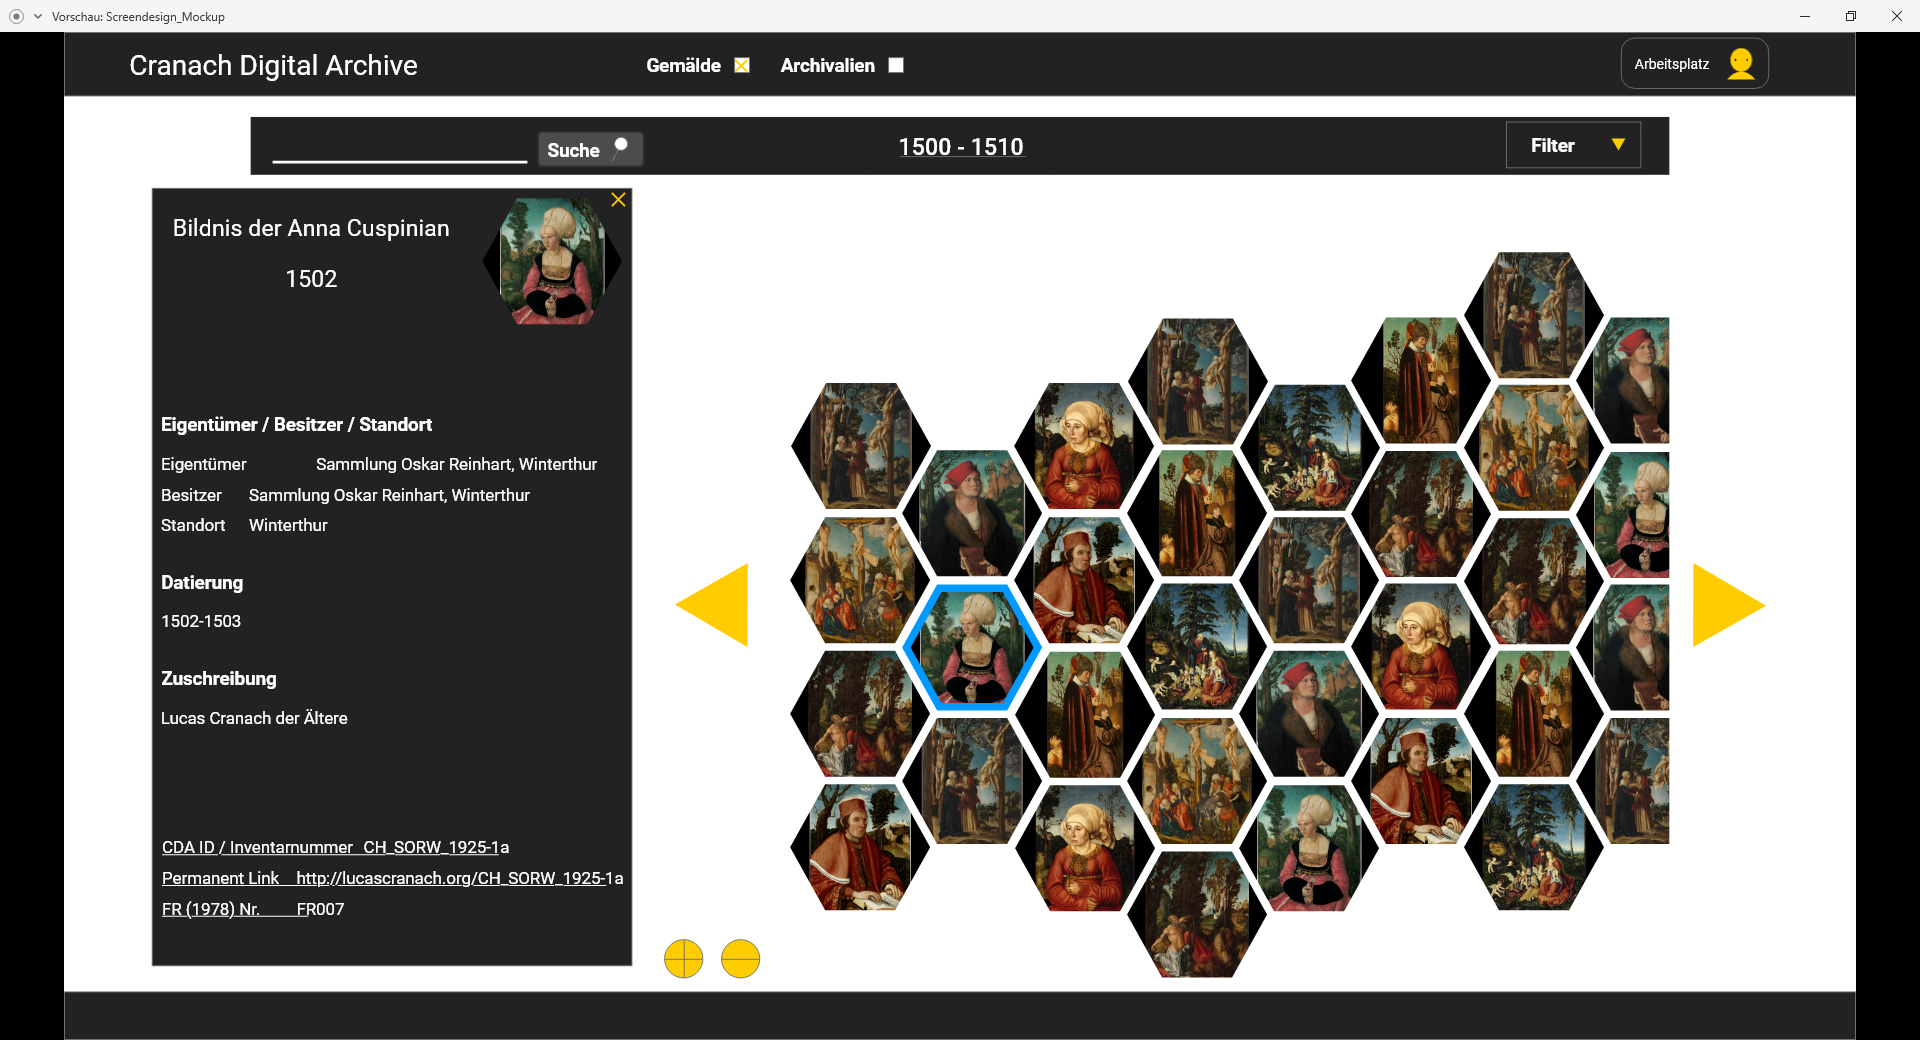 Vorschau: Screendesign_Mockup
Cranach Digital Archive
Gemälde
Archivalien
Arbeitsplatz
Suche
1500 - 1510
Filter
Bildnis der Anna Cuspinian
1502
Eigentümer / Besitzer / Standort
Eigentümer Sammlung Oskar Reinhart, Winterthur
Besitzer Sammlung Oskar Reinhart, Winterthur
Standort Winterthur
Datierung
1502-1503
Zuschreibung
Lucas Cranach der Ältere
CDA ID / Inventarnummer CH_SORW_1925-1a
Permanent Link http://lucascranach.org/CH_SORW_1925-1a
FR (1978) Nr. FR007